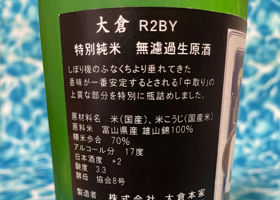 大倉 R2BY
特別純米 無濾過生原酒
しぼり機のふなくちより垂れてきた
香味が一番安定するとされる「中取り」の
上質な部分を特別に瓶詰めしました。
原材料名 米(国産)、米こうじ(国産米)
原料米 富山県産 雄山錦100%
精米歩合 70%
アルコール分 17度
日本酒度 +2
酸度 3.3
酵母 協会8号
製造者 株式会社 大倉本家